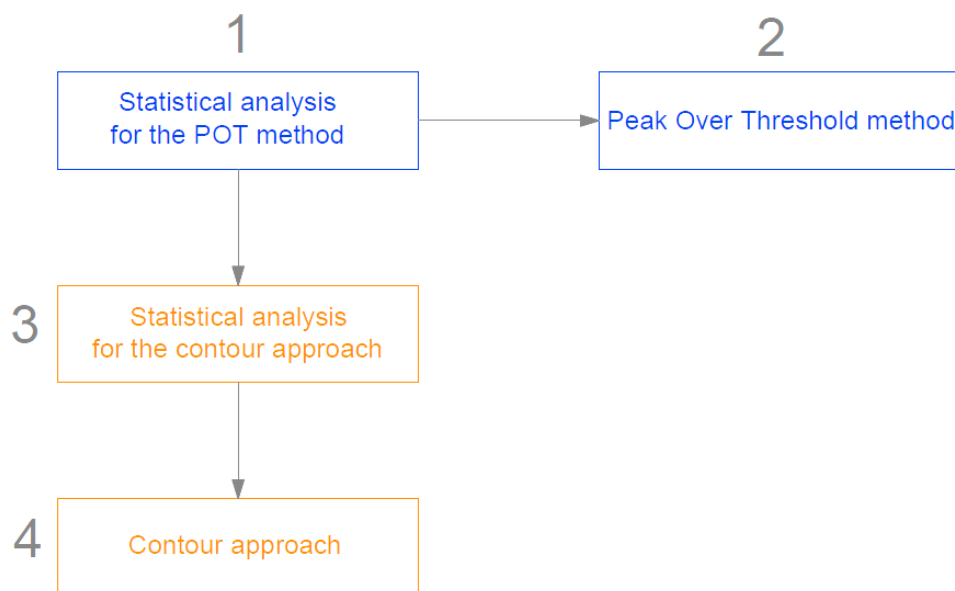 1
2
Statistical analysis
for the POT method
Peak Over Threshold method
3
Statistical analysis
for the contour approach
4
Contour approach